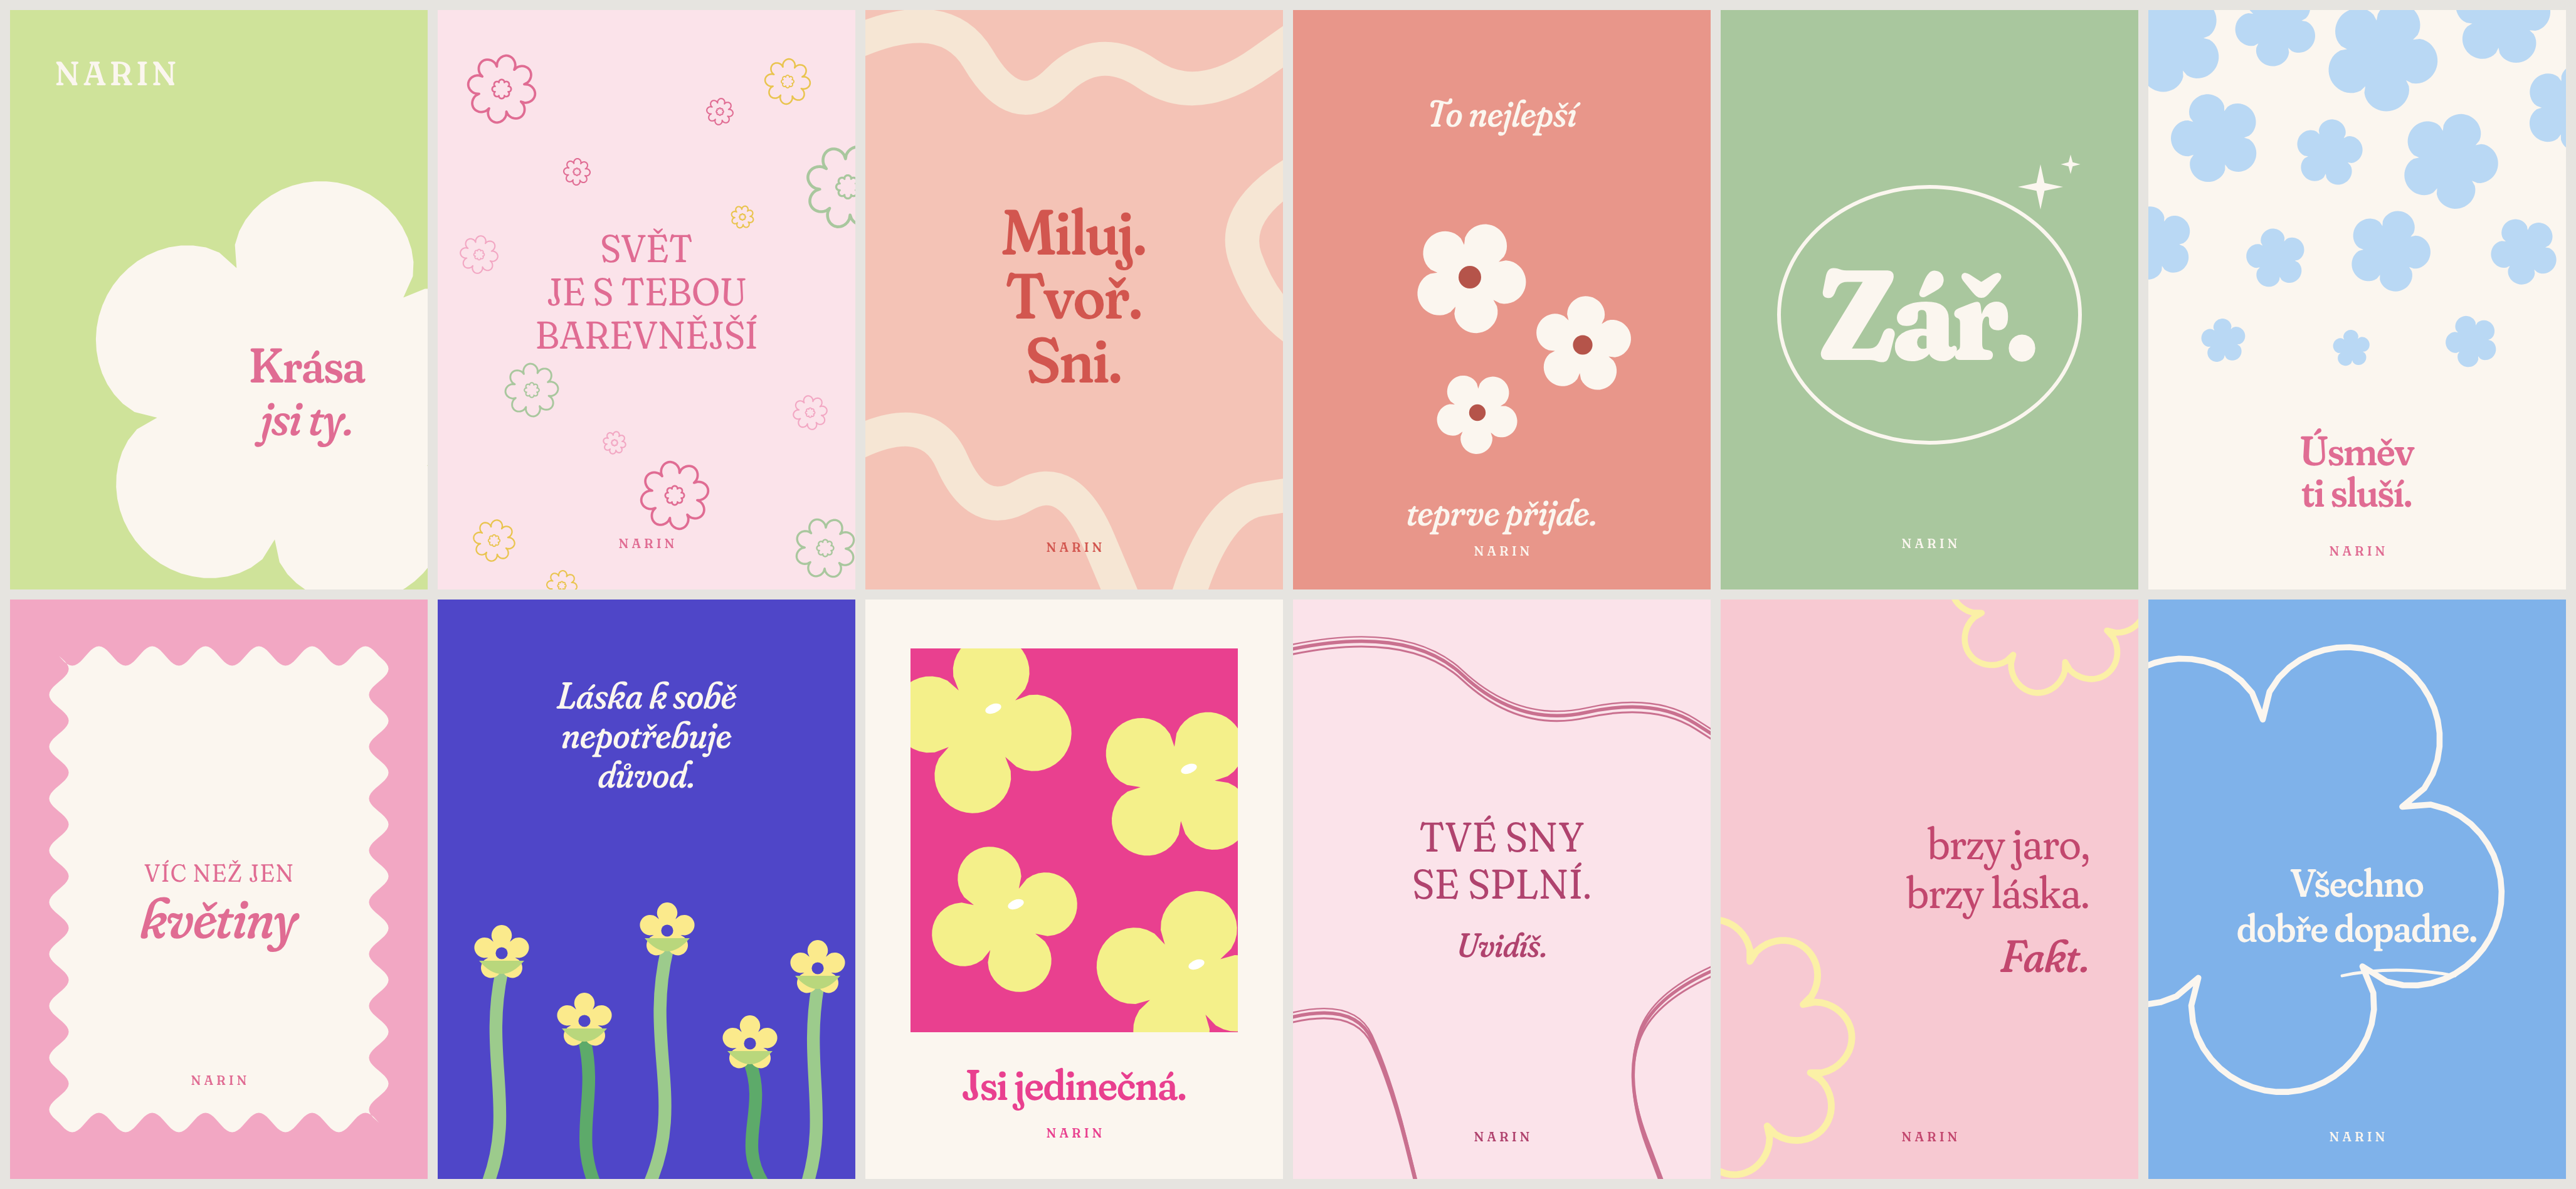 NARIN
Krása
jsi ty.
SVĚT
JE S TEBOU
BAREVNĚJŠÍ
NARIN
Miluj.
Tvoř.
Sni.
NARIN
To nejlepší
teprve přijde.
NARIN
Zář.
NARIN
Úsměv
ti sluší.
NARIN
VÍC NEŽ JEN
květiny
NARIN
Láska k sobě
nepotřebuje
důvod.
Jsi jedinečná.
NARIN
TVÉ SNY
SE SPLNÍ.
Uvidíš.
NARIN
brzy jaro,
brzy láska.
Fakt.
NARIN
Všechno
dobře dopadne.
NARIN